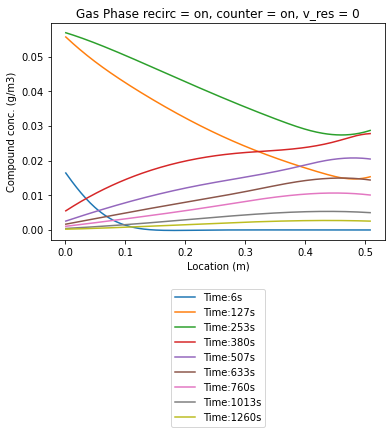 Gas Phase recirc = on, counter = on, v_res = 0
Compound conc. (g/m3)
0.05
0.04
0.03
0.02
0.01
0.00
0.0 0.1 0.2 0.3 0.4 0.5
Location (m)
Time:6s
Time:127s
Time:253s
Time:380s
Time:507s
Time:633s
Time:760s
Time:1013s
Time:1260s